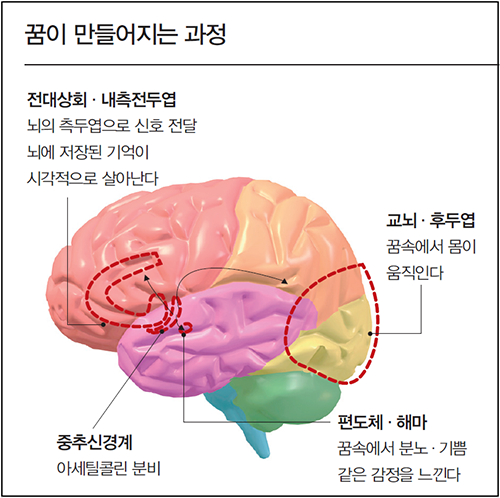 꿈이 만들어지는 과정
전대상회 · 내측전두엽
뇌의 측두엽으로 신호 전달
뇌에 저장된 기억이
시각적으로 살아난다
교뇌 · 후두엽
꿈속에서 몸이
움직인다
중추신경계
아세틸콜린 분비
편도체 · 해마
꿈속에서 분노 · 기쁨
같은 감정을 느낀다